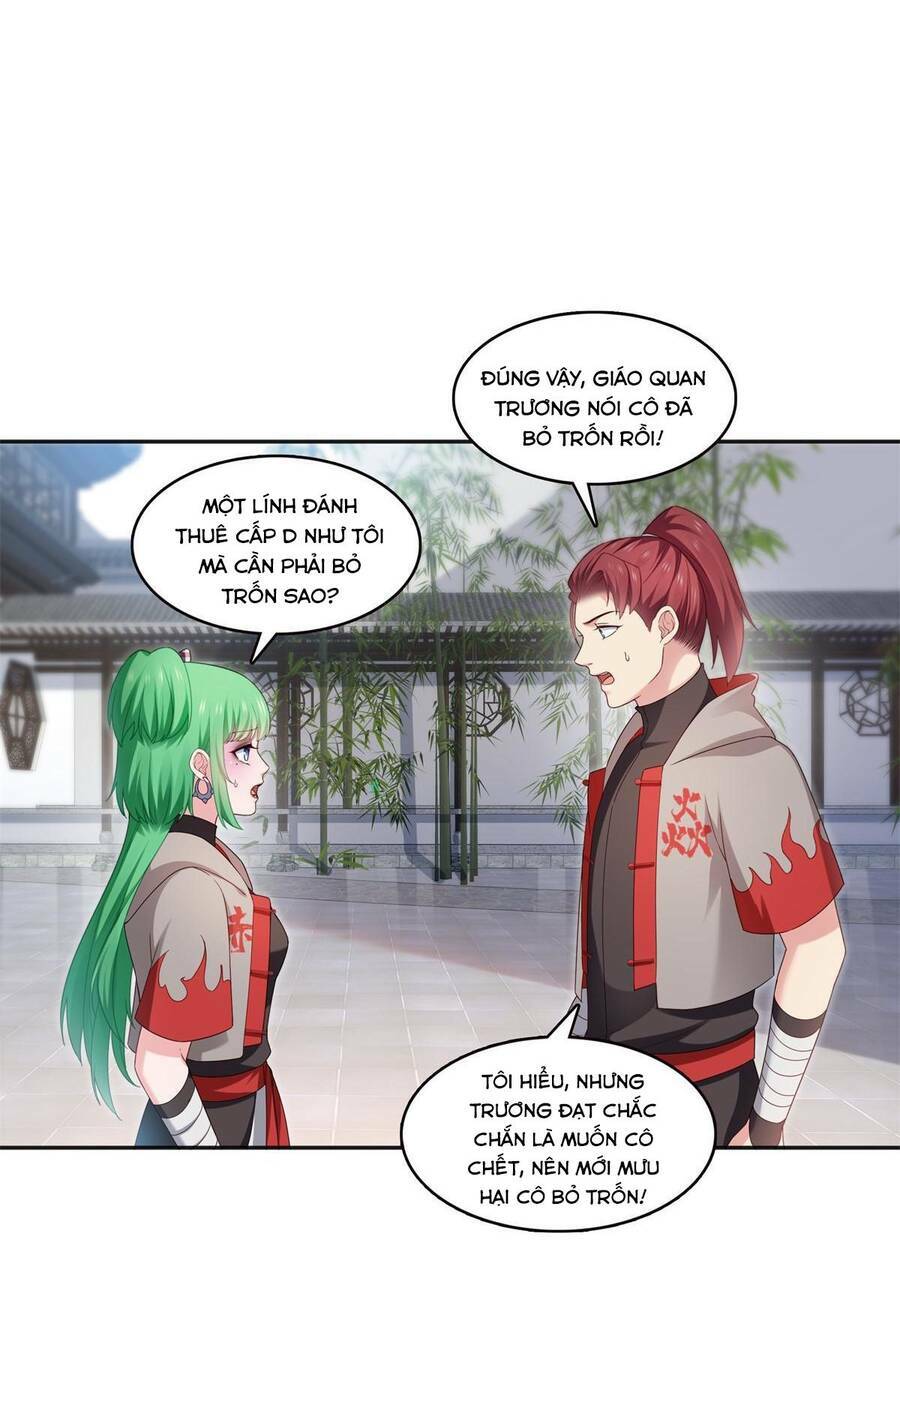 ĐÚNG VẬY, GIÁO QUAN
TRƯƠNG NÓI CÔ ĐÃ
BỎ TRỐN RỒI!
MỘT LÍNH ĐÁNH
THUÊ CẤP D NHƯ TÔI
MÀ CẦN PHẢI BỎ
TRỐN SAO?
焱
赤
TÔI HIỂU, NHƯNG
TRƯƠNG ĐẠT CHẮC
CHẮN LÀ MUỐN CÔ
CHẾT, NÊN MỚI MƯU
HẠI CÔ BỎ TRỐN!